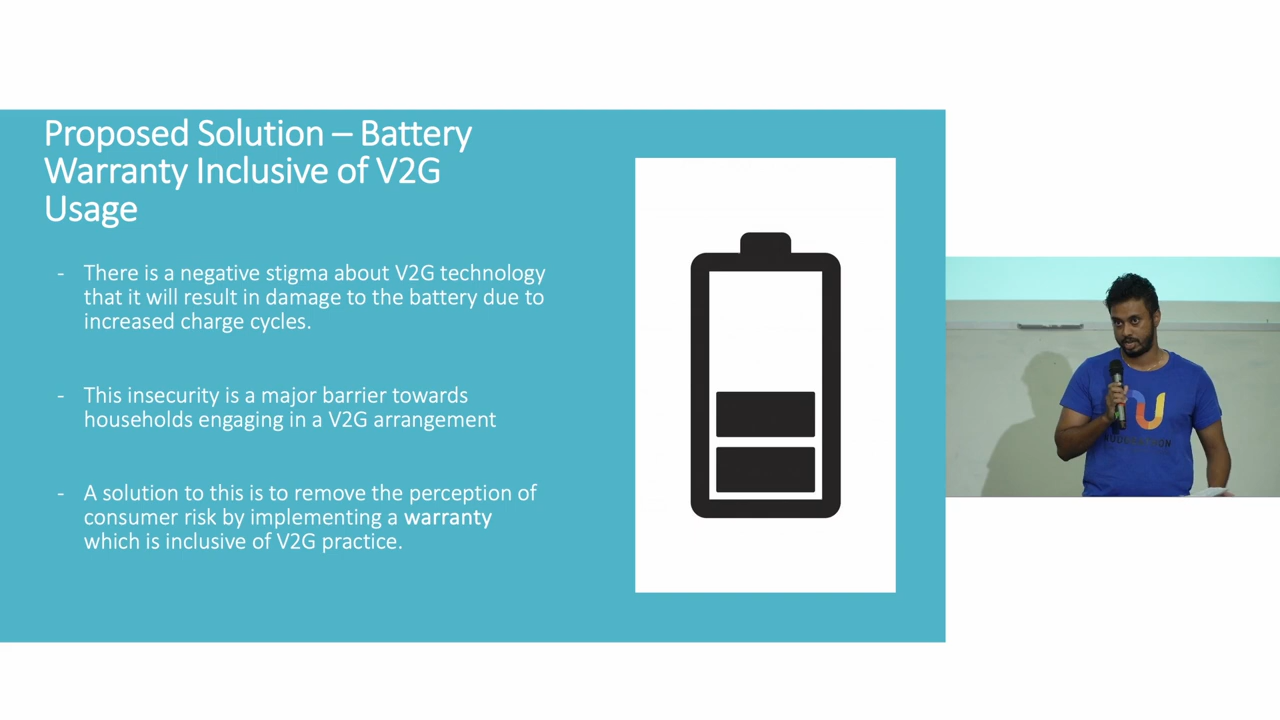 Proposed Solution – Battery
Warranty Inclusive of V2G
Usage
- There is a negative stigma about V2G technology
that it will result in damage to the battery due to
increased charge cycles.
- This insecurity is a major barrier towards
households engaging in a V2G arrangement
- A solution to this is to remove the perception of
consumer risk by implementing a warranty
which is inclusive of V2G practice.